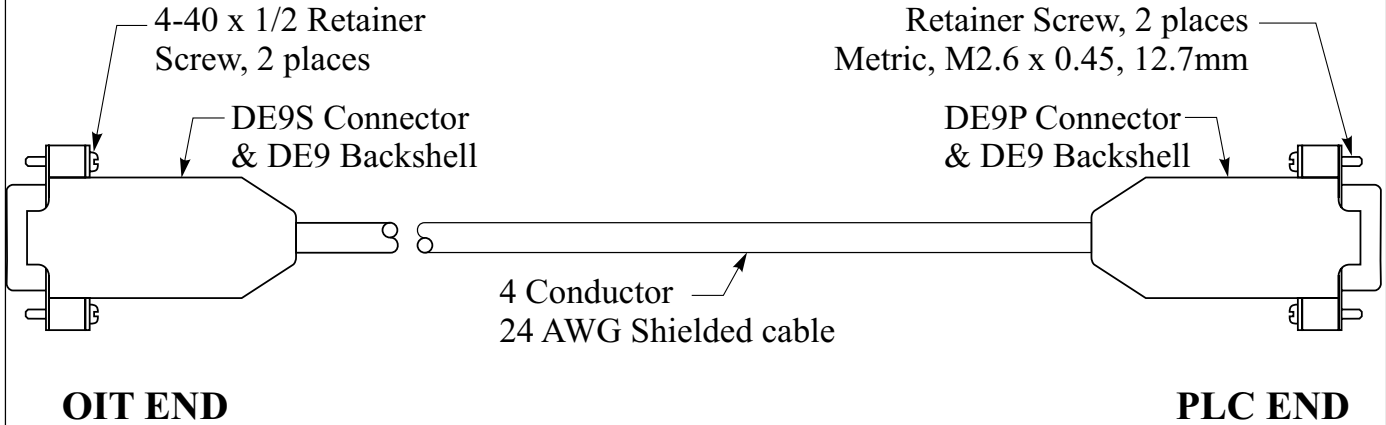 4-40 x 1/2 Retainer
Screw, 2 places
Retainer Screw, 2 places
Metric, M2.6 x 0.45, 12.7mm
DE9S Connector
& DE9 Backshell
DE9P Connector
& DE9 Backshell
4 Conductor
24 AWG Shielded cable
OIT END
PLC END